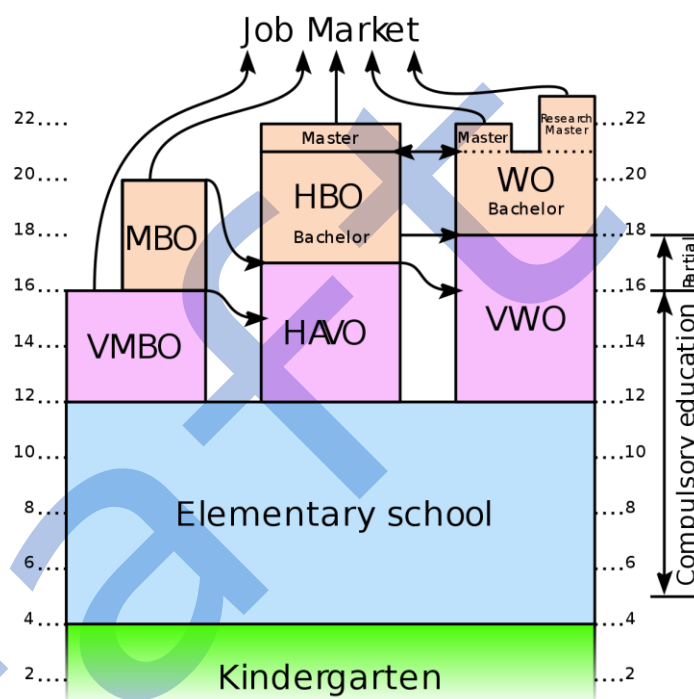 Job Market
22.... ....22
Master Master Research
Master
20.... ....20
HBO WO
MBO Bachelor Bachelor
18.... ....18
Partial
16.... ....16
VMBO HAVO VWO
14.... ....14
12.... ....12
Compulsory education
10.... ....10
Elementary school
8.... ....8
6.... ....6
4.... ....4
Kindergarten
2.... ....2